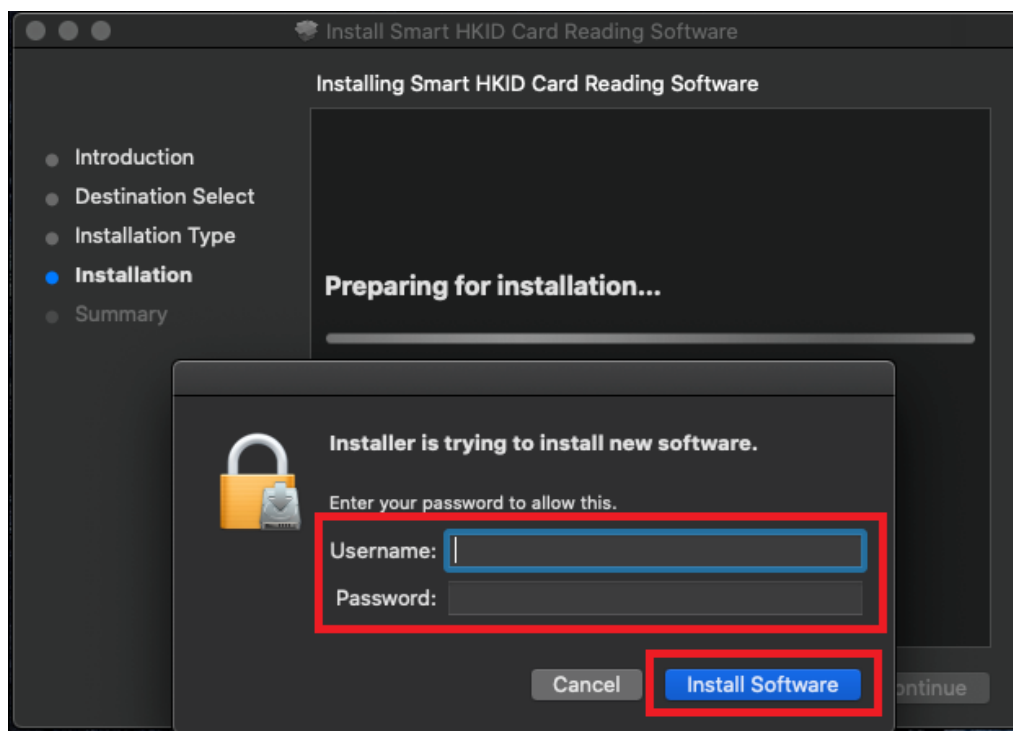 Install Smart HKID Card Reading Software
Installing Smart HKID Card Reading Software
Introduction
Destination Select
Installation Type
Installation
Summary
Preparing for installation...
Installer is trying to install new software.
Enter your password to allow this.
Username:
Password:
Cancel
Install Software